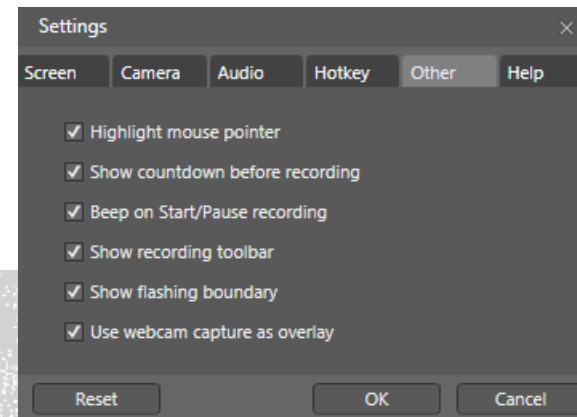 Settings
Screen Camera Audio Hotkey Other Help
Highlight mouse pointer
Show countdown before recording
Beep on Start/Pause recording
Show recording toolbar
Show flashing boundary
Use webcam capture as overlay
Reset OK Cancel